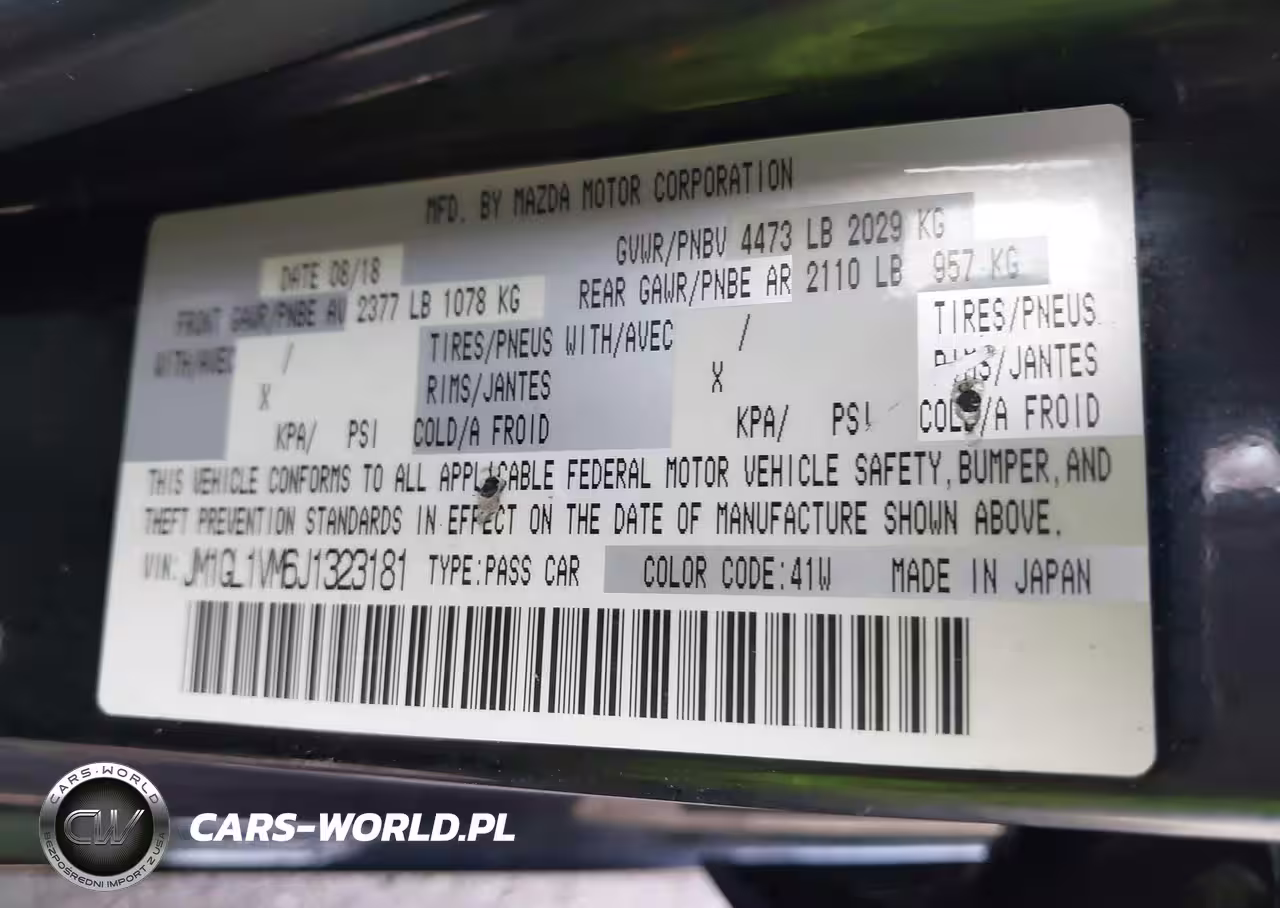 MFD. BY MAZDA MOTOR CORPORATION
DATE 08/18 GVWR/PNBV 4473 LB 2029 KG
FRONT GAWR/PNBE AV 2377 LB 1078 KG REAR GAWR/PNBE AR 2110 LB 957 KG
WITH/AVEC / TIRES/PNEUS WITH/AVEC / TIRES/PNEUS
X RIMS/JANTES X RIMS/JANTES
KPA/ PSI COLD/A FROID KPA/ PSI COLD/A FROID
THIS VEHICLE CONFORMS TO ALL APPLICABLE FEDERAL MOTOR VEHICLE SAFETY, BUMPER, AND
THEFT PREVENTION STANDARDS IN EFFECT ON THE DATE OF MANUFACTURE SHOWN ABOVE.
VIN: JM1GL1VM6J1323181 TYPE:PASS CAR COLOR CODE:41W MADE IN JAPAN
CARS-WORLD
CW
BEZPOŚREDNI IMPORT Z USA
CARS-WORLD.PL